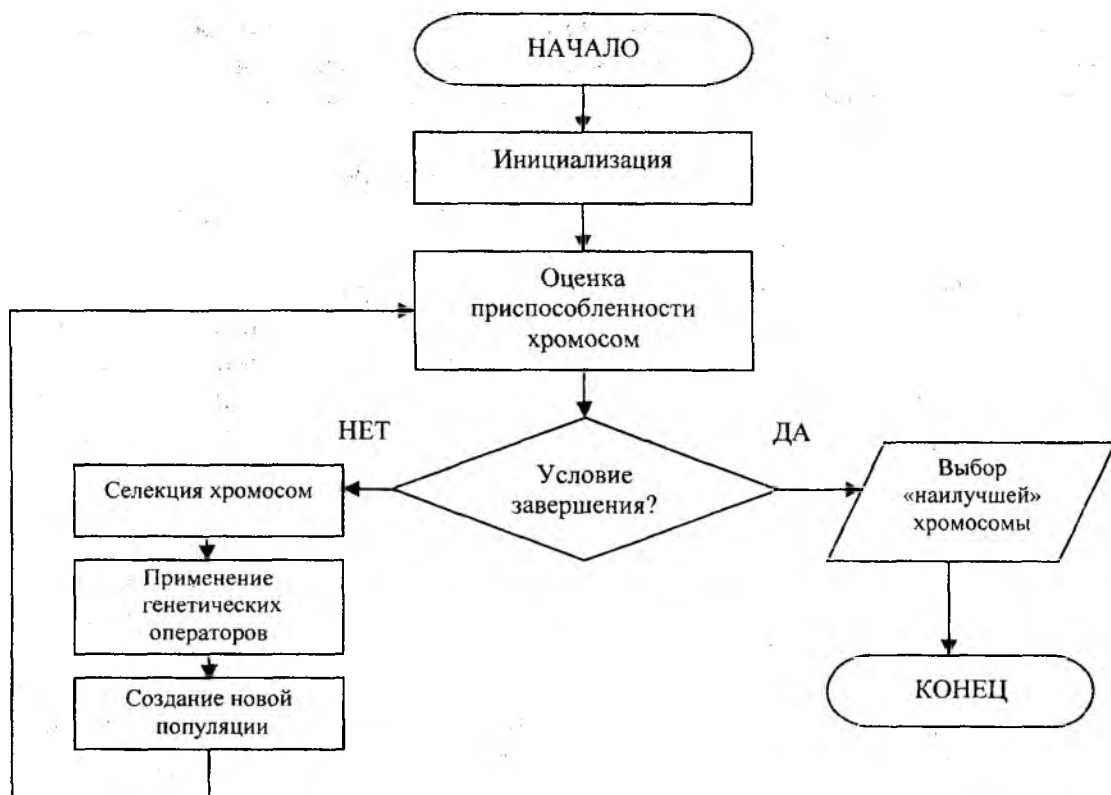 НАЧАЛО
Инициализация
Оценка
приспособленности
хромосом
НЕТ
ДА
Условие
завершения?
Селекция хромосом
Применение
генетических
операторов
Создание новой
популяции
Выбор
«наилучшей»
хромосомы
КОНЕЦ